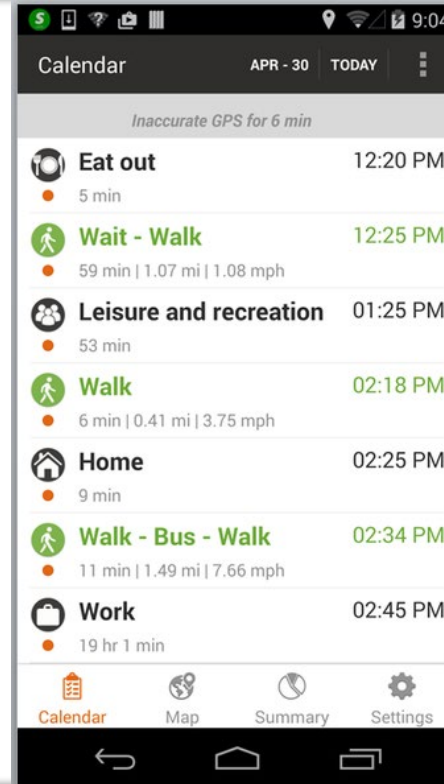 S
9:04
Calendar APR - 30 TODAY
Inaccurate GPS for 6 min
Eat out 12:20 PM
5 min
Wait - Walk 12:25 PM
59 min | 1.07 mi | 1.08 mph
Leisure and recreation 01:25 PM
53 min
Walk 02:18 PM
6 min | 0.41 mi | 3.75 mph
Home 02:25 PM
9 min
Walk - Bus - Walk 02:34 PM
11 min | 1.49 mi | 7.66 mph
Work 02:45 PM
19 hr 1 min
Calendar Map Summary Settings